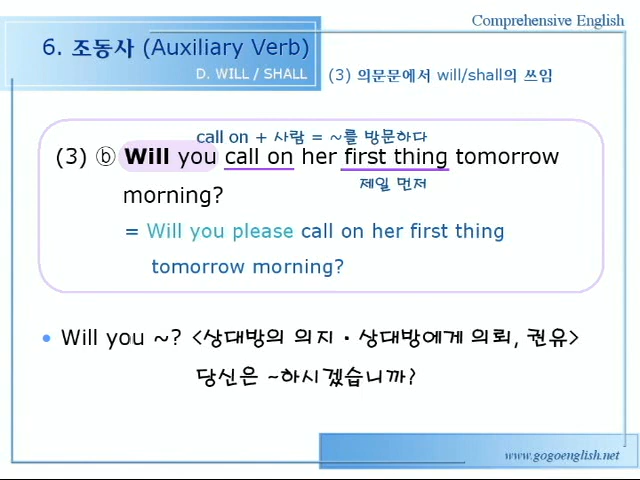 Comprehensive English
6. 조동사 (Auxiliary Verb)
D. WILL / SHALL
(3) 의문문에서 will/shall의 쓰임
call on + 사람 = ~를 방문하다
(3) ⓑ Will you call on her first thing tomorrow
제일 먼저
morning?
= Will you please call on her first thing
tomorrow morning?
• Will you ~? <상대방의 의지・상대방에게 의뢰, 권유>
당신은 ~하시겠습니까?
www.gogoenglish.net